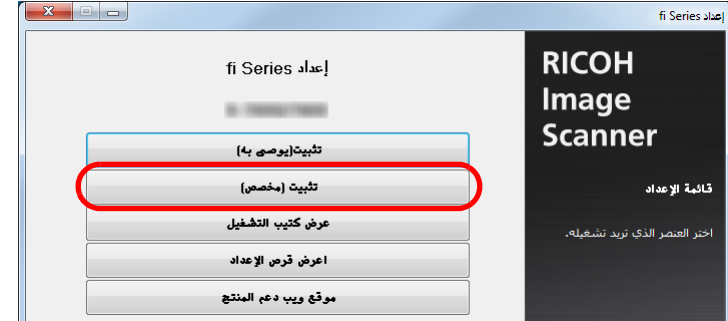 إعداد fi Series
إعداد fi Series
تثبيت(يوصى به)
تثبيت (مخصص)
عرض كتيب التشغيل
اعرض قرص الإعداد
موقع ويب دعم المنتج
RICOH
Image
Scanner
قائمة الإعداد
اختر العنصر الذي تريد تشغيله.